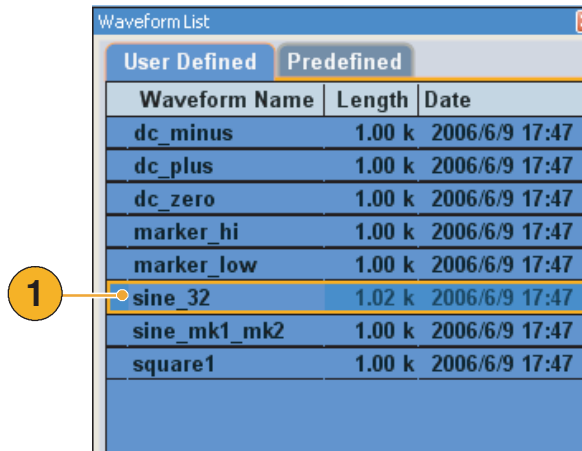 Waveform List
User Defined Predefined
Waveform Name Length Date
dc_minus 1.00 k 2006/6/9 17:47
dc_plus 1.00 k 2006/6/9 17:47
dc_zero 1.00 k 2006/6/9 17:47
marker_hi 1.00 k 2006/6/9 17:47
marker_low 1.00 k 2006/6/9 17:47
1 sine_32 1.02 k 2006/6/9 17:47
sine_mk1_mk2 1.00 k 2006/6/9 17:47
square1 1.00 k 2006/6/9 17:47